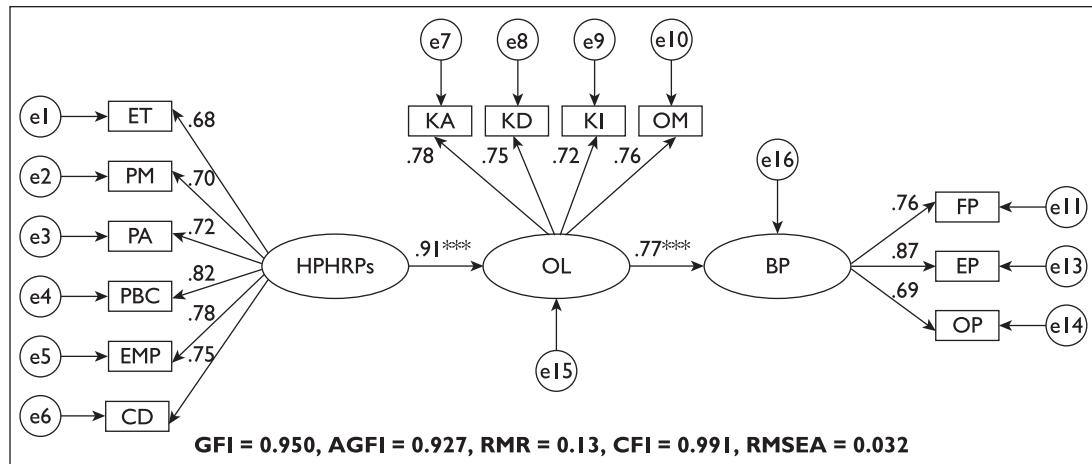 e7 e8 e9 e10
KA KD KI OM
.78 .75 .72 .76
e1 ET .68
e2 PM .70
e3 PA .72
e4 PBC .82
e5 EMP .78
e6 CD .75
HPHRPs .91*** OL .77*** BP
e15
e16
.76 FP e11
.87 EP e13
.69 OP e14
GFI = 0.950, AGFI = 0.927, RMR = 0.13, CFI = 0.991, RMSEA = 0.032